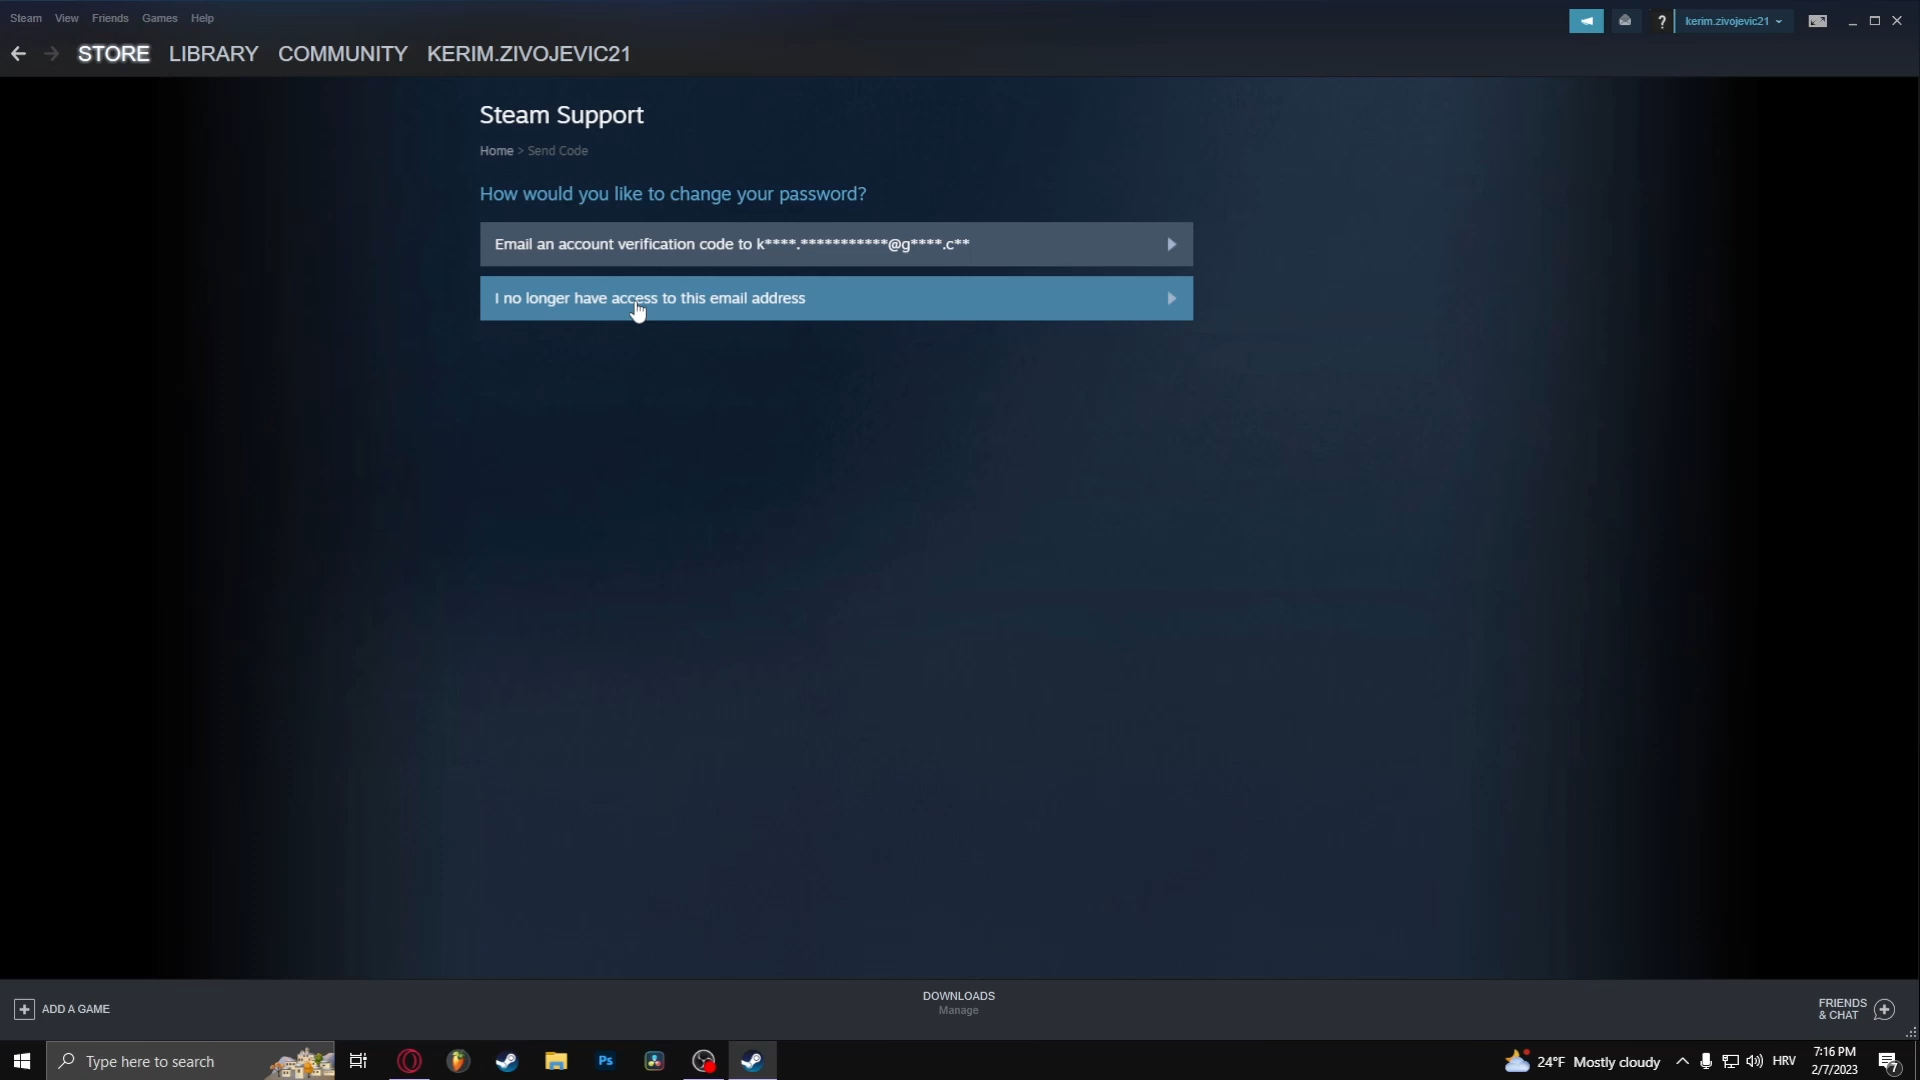 Steam View Friends Games Help
? kerim.zivojevic21
STORE LIBRARY COMMUNITY KERIM.ZIVOJEVIC21
Steam Support
Home > Send Code
How would you like to change your password?
Email an account verification code to k****.***********@g****.c**
I no longer have access to this email address
ADD A GAME
DOWNLOADS
Manage
FRIENDS
& CHAT
Type here to search
Ps
24°F Mostly cloudy
HRV
7:16 PM
2/7/2023
7